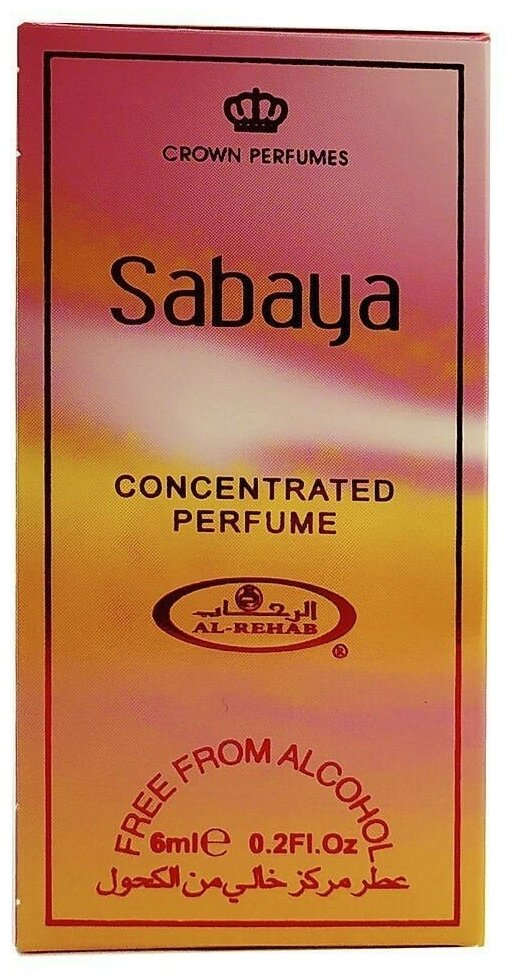 CROWN PERFUMES
Sabaya
CONCENTRATED
PERFUME
الرحاب
AL-REHAB
®
FREE FROM ALCOHOL
6ml℮ 0.2Fl.Oz
عطر مركز خالي من الكحول